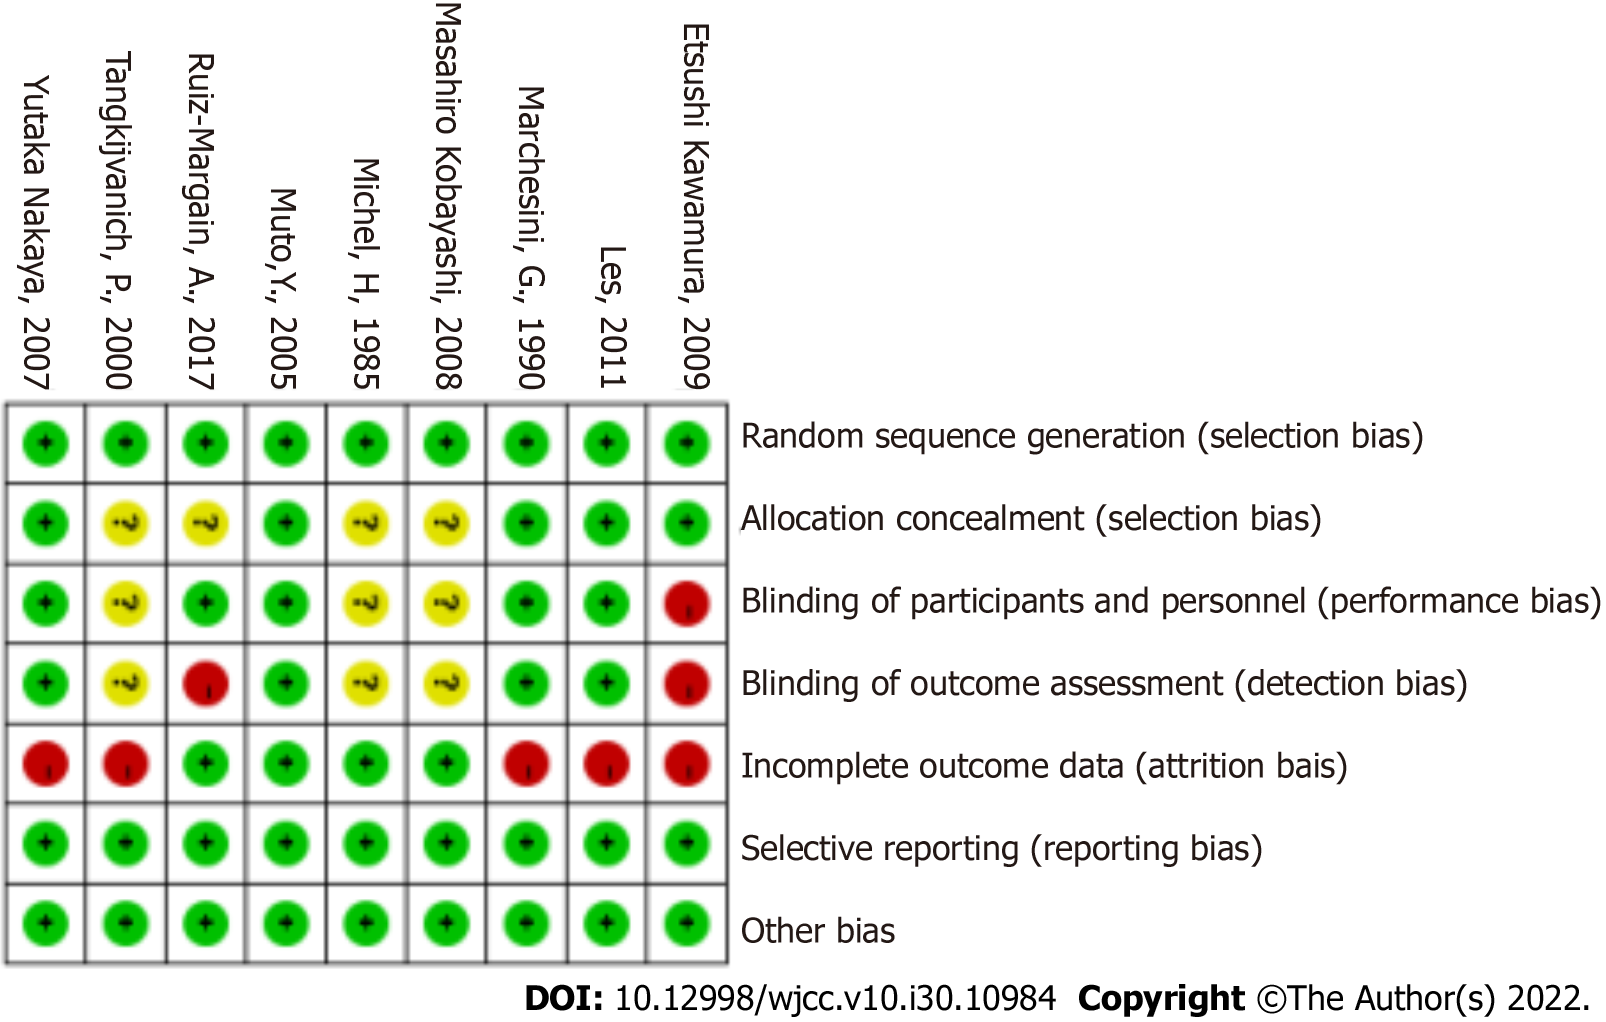 Yutaka Nakaya, 2007
Tangkijvanich, P., 2000
Ruiz-Margain, A., 2017
Muto,Y., 2005
Michel, H, 1985
Masahiro Kobayashi, 2008
Marchesini, G., 1990
Les, 2011
Etsushi Kawamura, 2009
+ + + + + + + + + Random sequence generation (selection bias)
+ ? ? + ? ? + + + Allocation concealment (selection bias)
+ ? + + ? ? + + - Blinding of participants and personnel (performance bias)
+ ? - + ? ? + + - Blinding of outcome assessment (detection bias)
- - + + + + - - - Incomplete outcome data (attrition bais)
+ + + + + + + + + Selective reporting (reporting bias)
+ + + + + + + + + Other bias
DOI: 10.12998/wjcc.v10.i30.10984 Copyright ©The Author(s) 2022.